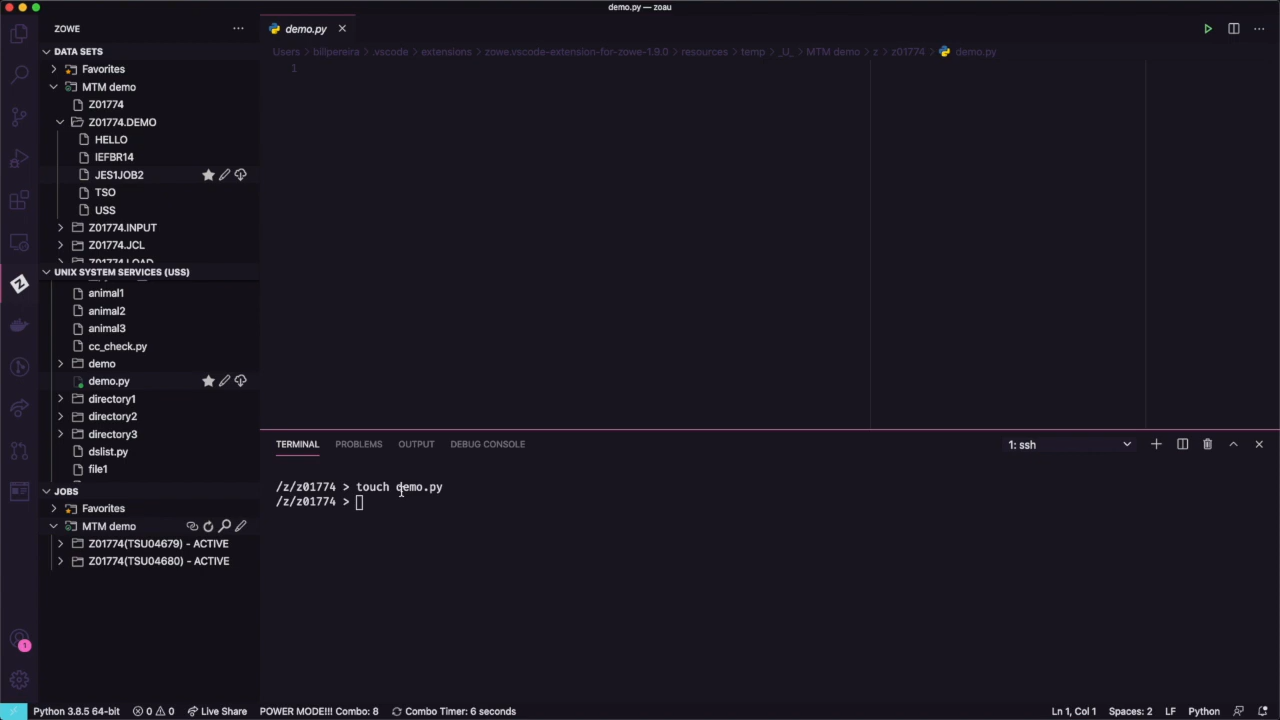 demo.py — zoau
ZOWE
DATA SETS
Favorites
MTM demo
Z01774
Z01774.DEMO
HELLO
IEFBR14
JES1JOB2
TSO
USS
Z01774.INPUT
Z01774.JCL
Z01774.LOAD
UNIX SYSTEM SERVICES (USS)
animal1
animal2
animal3
cc_check.py
demo
demo.py
directory1
directory2
directory3
dslist.py
file1
JOBS
Favorites
MTM demo
Z01774(TSU04679) - ACTIVE
Z01774(TSU04680) - ACTIVE
1
demo.py
Users > billpereira > .vscode > extensions > zowe.vscode-extension-for-zowe-1.9.0 > resources > temp > _U_ > MTM demo > z > z01774 > demo.py
1
TERMINAL PROBLEMS OUTPUT DEBUG CONSOLE 1: ssh
/z/z01774 > touch demo.py
/z/z01774 >
Python 3.8.5 64-bit 0 0 Live Share POWER MODE!!! Combo: 8 Combo Timer: 6 seconds Ln 1, Col 1 Spaces: 2 LF Python